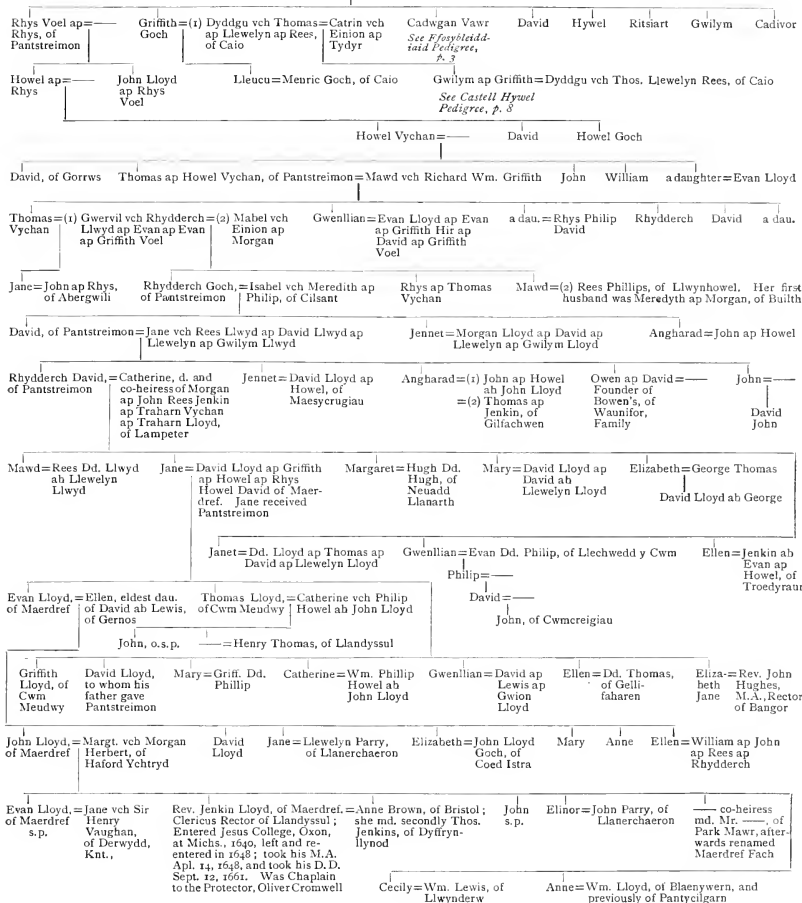 Rhys Voel ap=——
Rhys, of
Pantstreimon
Griffith=(1) Dyddgu vch Thomas=Catrin vch
Goch ap Llewelyn ap Rees, Einion ap
of Caio Tydyr
Cadwgan Vawr
See Ffosybleidd-
iaid Pedigree,
p. 3
David
Hywel
Ritsiart
Gwilym
Cadivor
Howel ap=——
Rhys
John Lloyd
ap Rhys
Voel
Lleucu=Meuric Goch, of Caio
Gwilym ap Griffith=Dyddgu vch Thos. Llewelyn Rees, of Caio
See Castell Hywel
Pedigree, p. 8
Howel Vychan=——
David
Howel Goch
David, of Gorrws
Thomas ap Howel Vychan, of Pantstreimon=Mawd vch Richard Wm. Griffith
John
William
a daughter=Evan Lloyd
Thomas=(1) Gwervil vch Rhydderch=(2) Mabel vch
Vychan Llwyd ap Evan ap Evan Einion ap
ap Griffith Voel Morgan
Gwenllian=Evan Lloyd ap Evan
ap Griffith Hir ap
David ap Griffith
Voel
a dau.=Rhys Philip
David
Rhydderch
David
a dau.
Jane=John ap Rhys,
of Abergwili
Rhydderch Goch,=Isabel vch Meredith ap
of Pantstreimon Philip, of Cilsant
Rhys ap Thomas
Vychan
Mawd=(2) Rees Phillips, of Llwynhowel. Her first
husband was Meredyth ap Morgan, of Builth
David, of Pantstreimon=Jane vch Rees Llwyd ap David Llwyd ap
Llewelyn ap Gwilym Llwyd
Jennet=Morgan Lloyd ap David ap
Llewelyn ap Gwilym Lloyd
Angharad=John ap Howel
Rhydderch David,=Catherine, d. and
of Pantstreimon co-heiress of Morgan
ap John Rees Jenkin
ap Traharn Vychan
ap Traharn Lloyd,
of Lampeter
Jennet=David Lloyd ap
Howel, of
Maesycrugiau
Angharad=(1) John ap Howel
ab John Lloyd
=(2) Thomas ap
Jenkin, of
Gilfachwen
Owen ap David=——
Founder of
Bowen's, of
Waunifor,
Family
John=——
David
John
Mawd=Rees Dd. Llwyd
ab Llewelyn
Llwyd
Jane=David Lloyd ap Griffith
ap Howel ap Rhys
Howel David of Maer-
dref. Jane received
Pantstreimon
Margaret=Hugh Dd.
Hugh, of
Neuadd
Llanarth
Mary=David Lloyd ap
David ab
Llewelyn Lloyd
Elizabeth=George Thomas
David Lloyd ab George
Janet=Dd. Lloyd ap Thomas ap
David ap Llewelyn Lloyd
Gwenllian=Evan Dd. Philip, of Llechwedd y Cwm
Philip=——
David=——
John, of Cwmcreigiau
Ellen=Jenkin ab
Evan ap
Howel, of
Troedyraur
Evan Lloyd,=Ellen, eldest dau.
of Maerdref of David ab Lewis,
of Gernos
Thomas Lloyd,=Catherine vch Philip
of Cwm Meudwy Howel ab John Lloyd
John, o.s.p.
——=Henry Thomas, of Llandyssul
Griffith
Lloyd, of
Cwm
Meudwy
David Lloyd,
to whom his
father gave
Pantstreimon
Mary=Griff. Dd.
Phillip
Catherine=Wm. Phillip
Howel ab
John Lloyd
Gwenllian=David ap
Lewis ap
Gwion
Lloyd
Ellen=Dd. Thomas,
of Gelli-
faharen
Eliza-=Rev. John
beth Hughes,
Jane M.A., Rector
of Bangor
John Lloyd,=Margt. vch Morgan
of Maerdref Herbert, of
Haford Ychtryd
David
Lloyd
Jane=Llewelyn Parry,
of Llanerchaeron
Elizabeth=John Lloyd
Goch, of
Coed Istra
Mary
Anne
Ellen=William ap John
ap Rees ap
Rhydderch
Evan Lloyd,=Jane vch Sir
of Maerdref Henry
s.p. Vaughan,
of Derwydd,
Knt.,
Rev. Jenkin Lloyd, of Maerdref.=Anne Brown, of Bristol;
Clericus Rector of Llandyssul; she md. secondly Thos.
Entered Jesus College, Oxon, Jenkins, of Dyffryn-
at Michs., 1640, left and re- llynod
entered in 1648; took his M.A.
Apl. 14, 1648, and took his D.D.
Sept. 12, 1661. Was Chaplain
to the Protector, Oliver Cromwell
John
s.p.
Elinor=John Parry, of
Llanerchaeron
—— co-heiress
md. Mr. ——, of
Park Mawr, after-
wards renamed
Maerdref Fach
Cecily=Wm. Lewis, of
Llwynderw
Anne=Wm. Lloyd, of Blaenywern, and
previously of Pantycilgarn